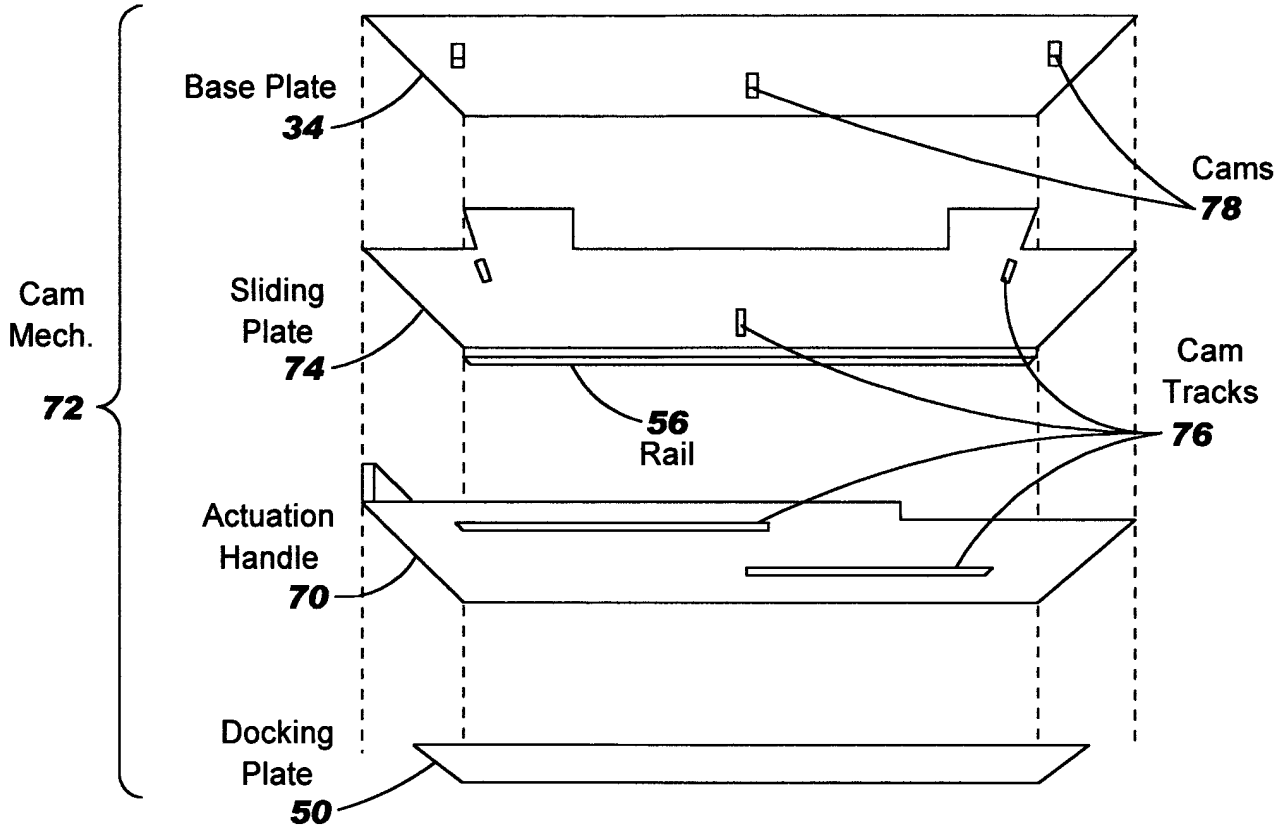 Base Plate
34
Cams
78
Cam
Mech.
72
Sliding
Plate
74
56
Rail
Cam
Tracks
76
Actuation
Handle
70
Docking
Plate
50